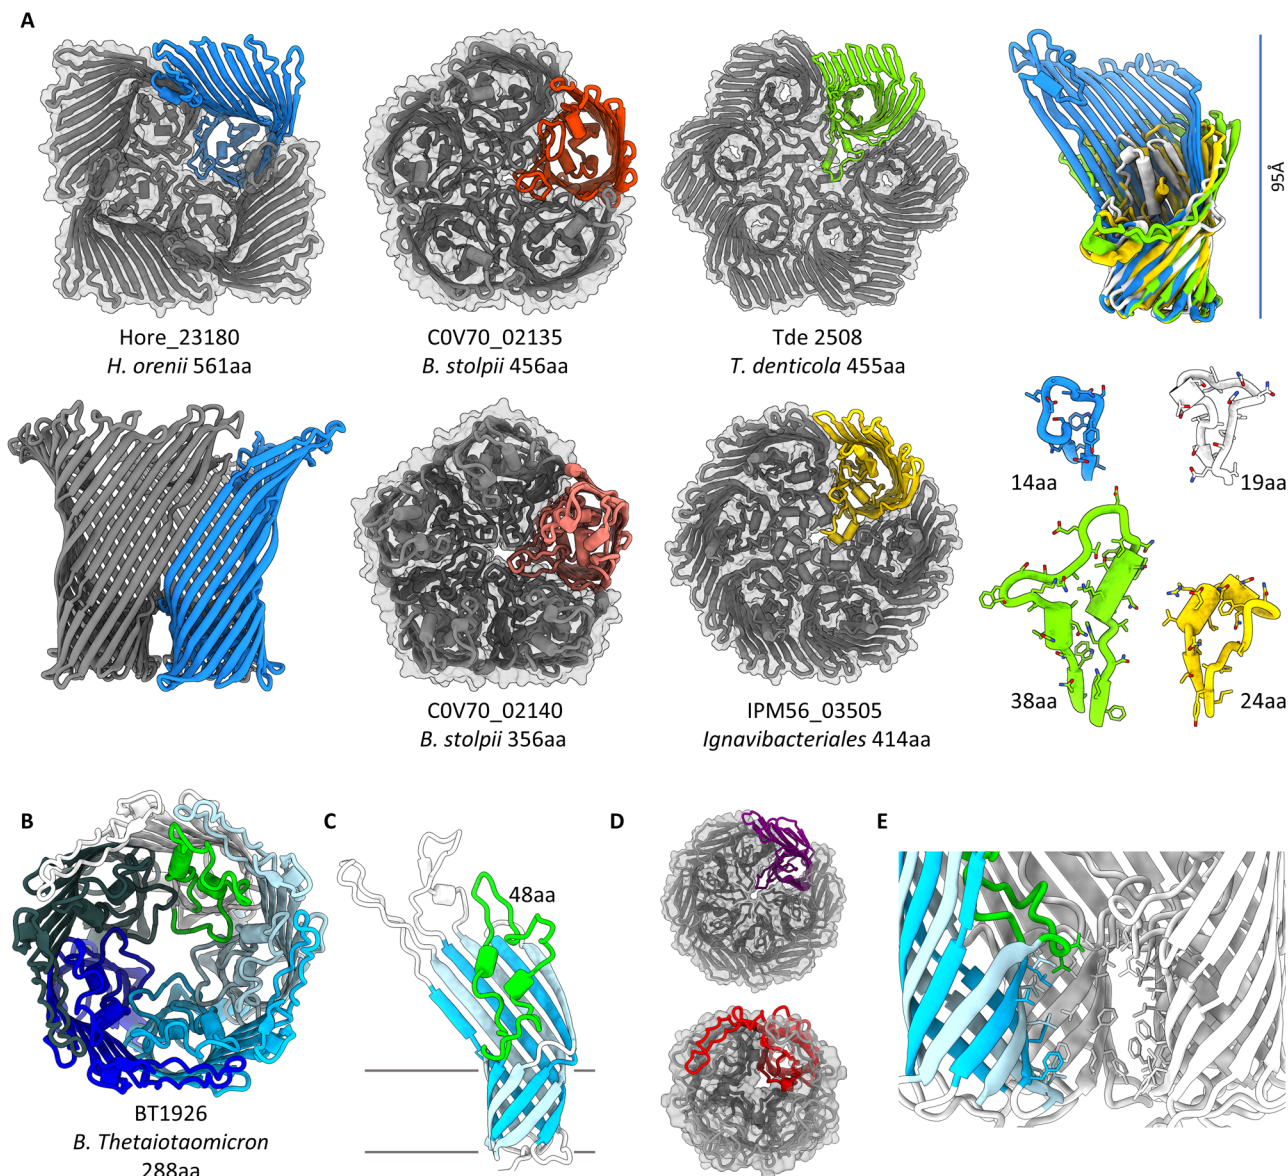 A
Hore_23180
H. orenii 561aa
C0V70_02135
B. stolpii 456aa
Tde 2508
T. denticola 455aa
95Å
14aa
19aa
38aa
24aa
C0V70_02140
B. stolpii 356aa
IPM56_03505
Ignavibacteriales 414aa
B
BT1926
B. Thetaiotaomicron
288aa
C
48aa
D
E